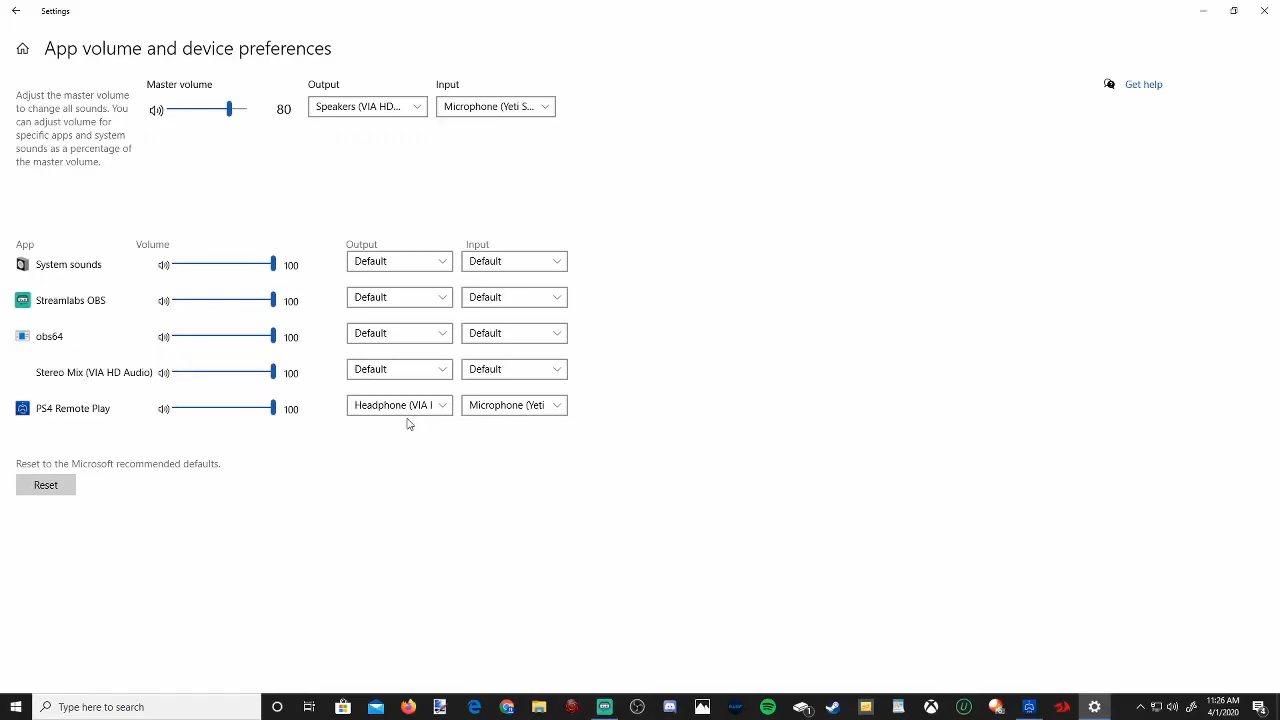 Settings
App volume and device preferences
Adjust the master volume
to change all sounds. You
can adjust volume for
specific apps and system
sounds as a percentage of
the master volume.
Master volume
80
Output
Speakers (VIA HD...
Input
Microphone (Yeti S...
Get help
App Volume Output Input
System sounds 100 Default Default
Streamlabs OBS 100 Default Default
obs64 100 Default Default
Stereo Mix (VIA HD Audio) 100 Default Default
PS4 Remote Play 100 Headphone (VIA Microphone (Yeti
Reset to the Microsoft recommended defaults.
Reset
Type here to search
11:26 AM
4/1/2020